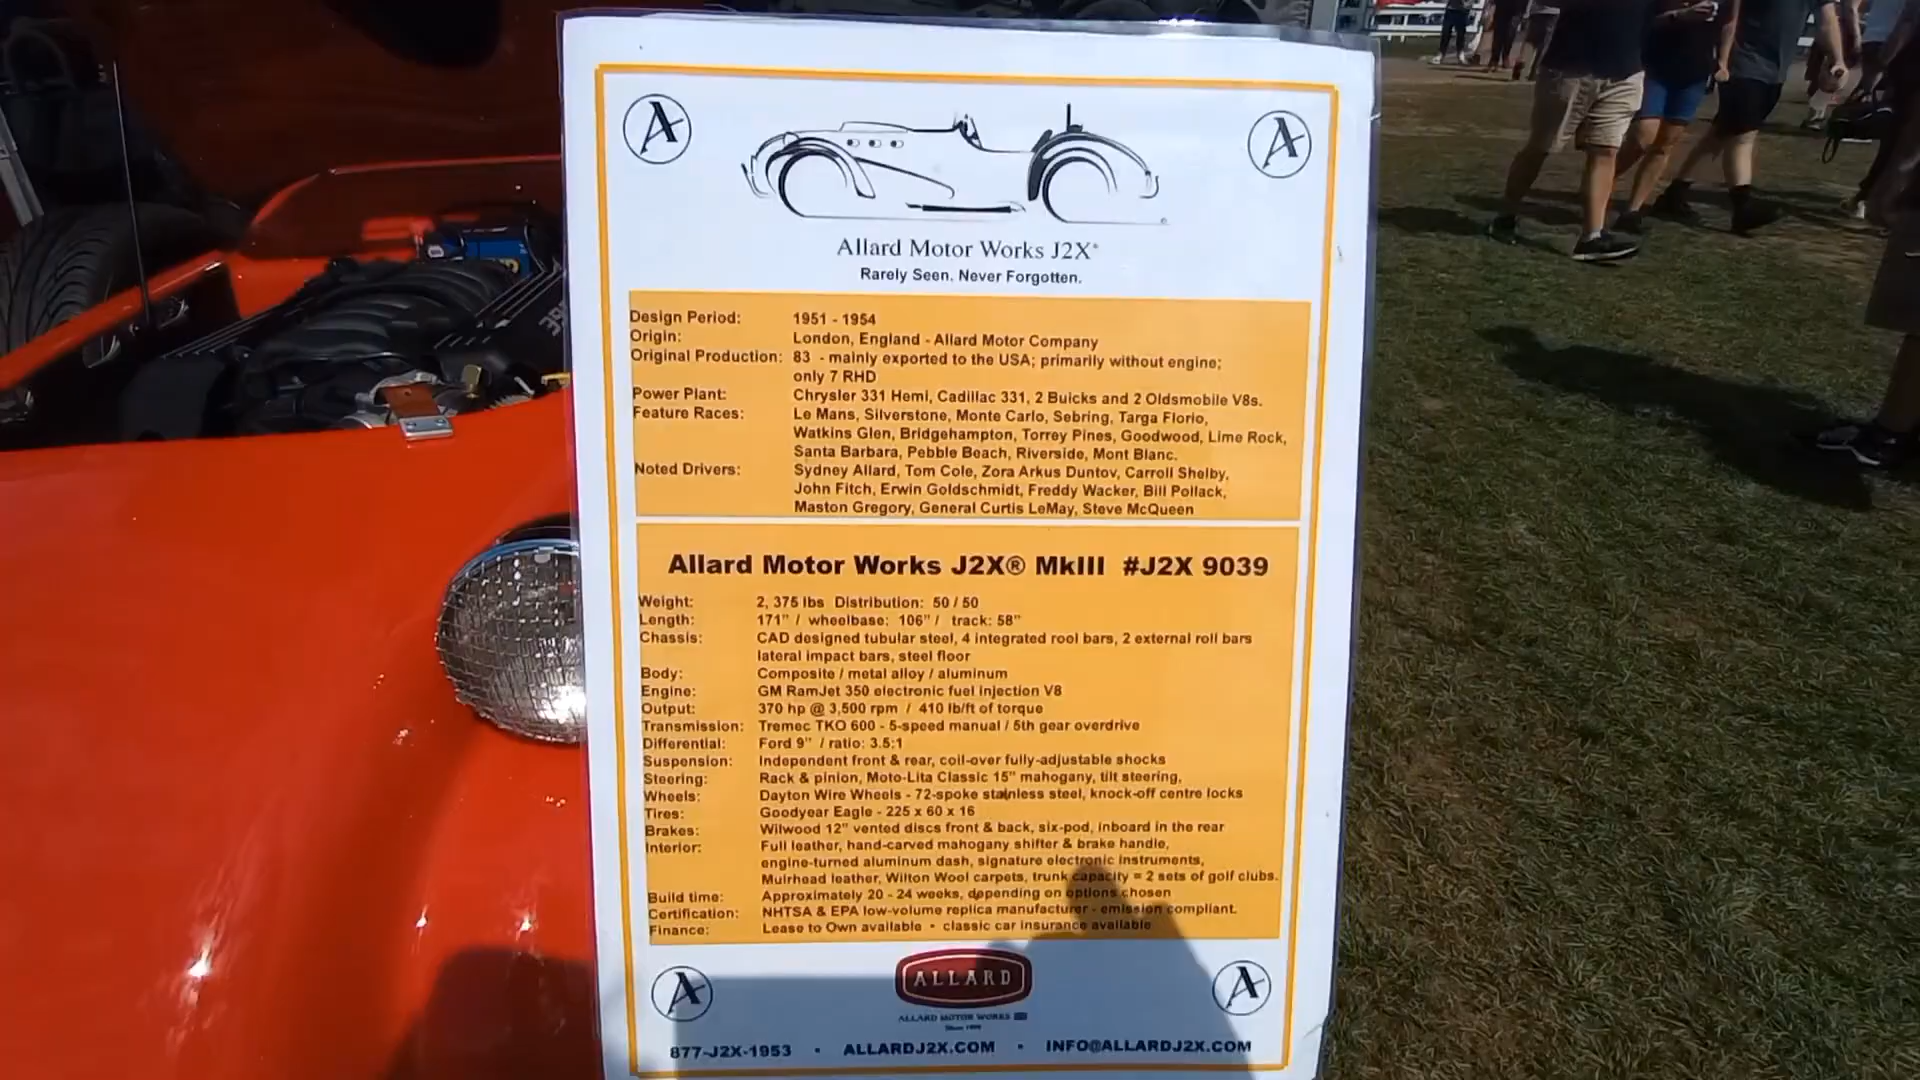 A
A
Allard Motor Works J2X®
Rarely Seen. Never Forgotten.
Design Period: 1951 - 1954
Origin: London, England - Allard Motor Company
Original Production: 83 - mainly exported to the USA; primarily without engine;
only 7 RHD
Power Plant: Chrysler 331 Hemi, Cadillac 331, 2 Buicks and 2 Oldsmobile V8s.
Feature Races: Le Mans, Silverstone, Monte Carlo, Sebring, Targa Florio,
Watkins Glen, Bridgehampton, Torrey Pines, Goodwood, Lime Rock,
Santa Barbara, Pebble Beach, Riverside, Mont Blanc.
Noted Drivers: Sydney Allard, Tom Cole, Zora Arkus Duntov, Carroll Shelby,
John Fitch, Erwin Goldschmidt, Freddy Wacker, Bill Pollack,
Maston Gregory, General Curtis LeMay, Steve McQueen
Allard Motor Works J2X® MkIII #J2X 9039
Weight: 2, 375 lbs Distribution: 50 / 50
Length: 171" / wheelbase: 106" / track: 58"
Chassis: CAD designed tubular steel, 4 integrated rool bars, 2 external roll bars
lateral impact bars, steel floor
Body: Composite / metal alloy / aluminum
Engine: GM RamJet 350 electronic fuel injection V8
Output: 370 hp @ 3,500 rpm / 410 lb/ft of torque
Transmission: Tremec TKO 600 - 5-speed manual / 5th gear overdrive
Differential: Ford 9" / ratio: 3.5:1
Suspension: Independent front & rear, coil-over fully-adjustable shocks
Steering: Rack & pinion, Moto-Lita Classic 15" mahogany, tilt steering,
Wheels: Dayton Wire Wheels - 72-spoke stainless steel, knock-off centre locks
Tires: Goodyear Eagle - 225 x 60 x 16
Brakes: Wilwood 12" vented discs front & back, six-pod, inboard in the rear
Interior: Full leather, hand-carved mahogany shifter & brake handle,
engine-turned aluminum dash, signature electronic instruments,
Muirhead leather, Wilton Wool carpets, trunk capacity = 2 sets of golf clubs.
Build time: Approximately 20 - 24 weeks, depending on options chosen
Certification: NHTSA & EPA low-volume replica manufacturer - emission compliant.
Finance: Lease to Own available • classic car insurance available
A
ALLARD
A
ALLARD MOTOR WORKS
877-J2X-1953 • ALLARDJ2X.COM • INFO@ALLARDJ2X.COM